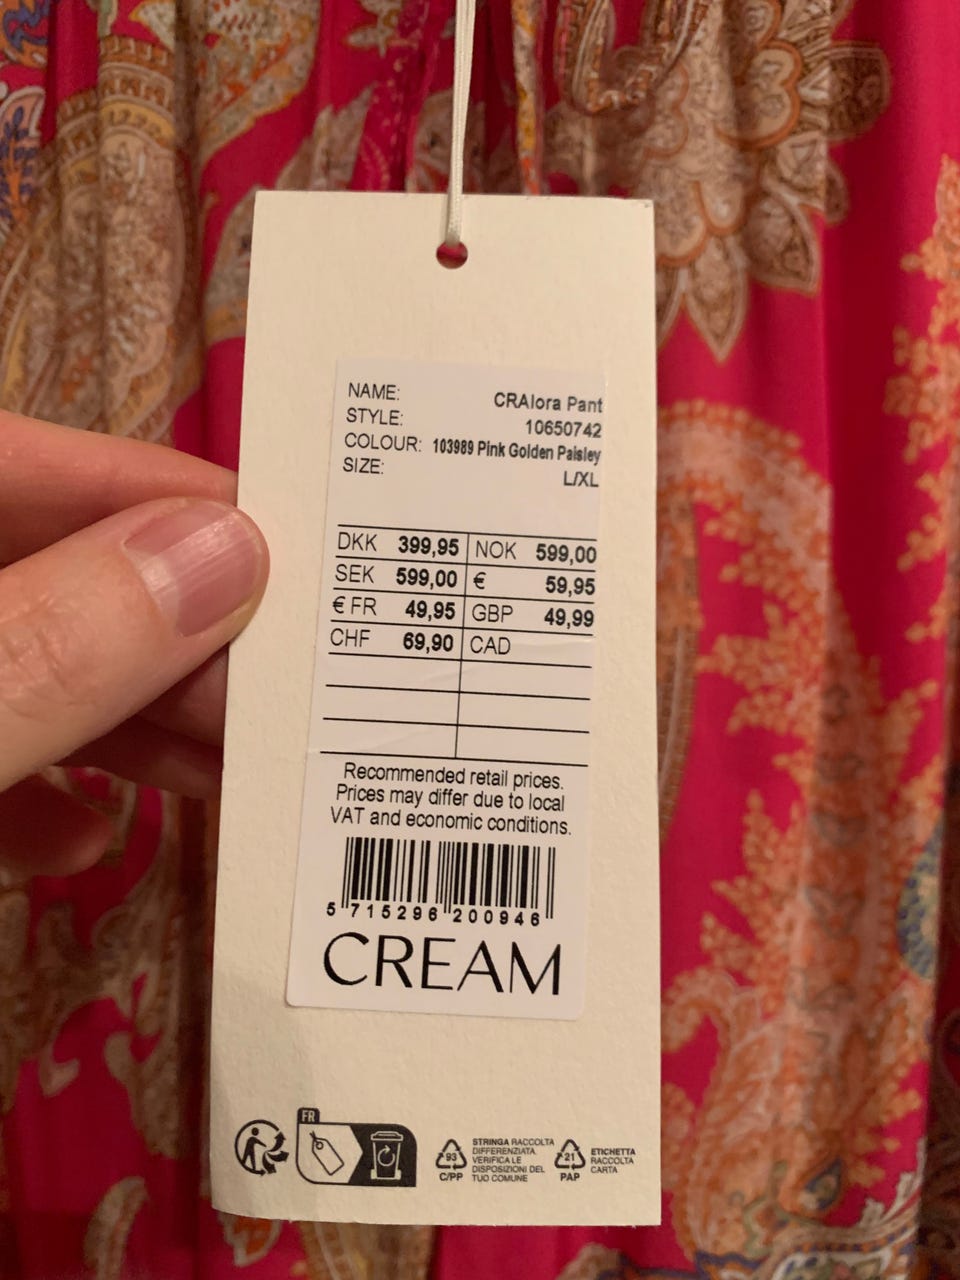 NAME: CRAlora Pant
STYLE: 10650742
COLOUR: 103989 Pink Golden Paisley
SIZE: L/XL
DKK 399,95 NOK 599,00
SEK 599,00 € 59,95
€ FR 49,95 GBP 49,99
CHF 69,90 CAD
Recommended retail prices.
Prices may differ due to local
VAT and economic conditions.
5 715296 200946
CREAM
FR
93
C/PP
STRINGA RACCOLTA
DIFFERENZIATA.
VERIFICA LE
DISPOSIZIONI DEL
TUO COMUNE
21
PAP
ETICHETTA
RACCOLTA
CARTA